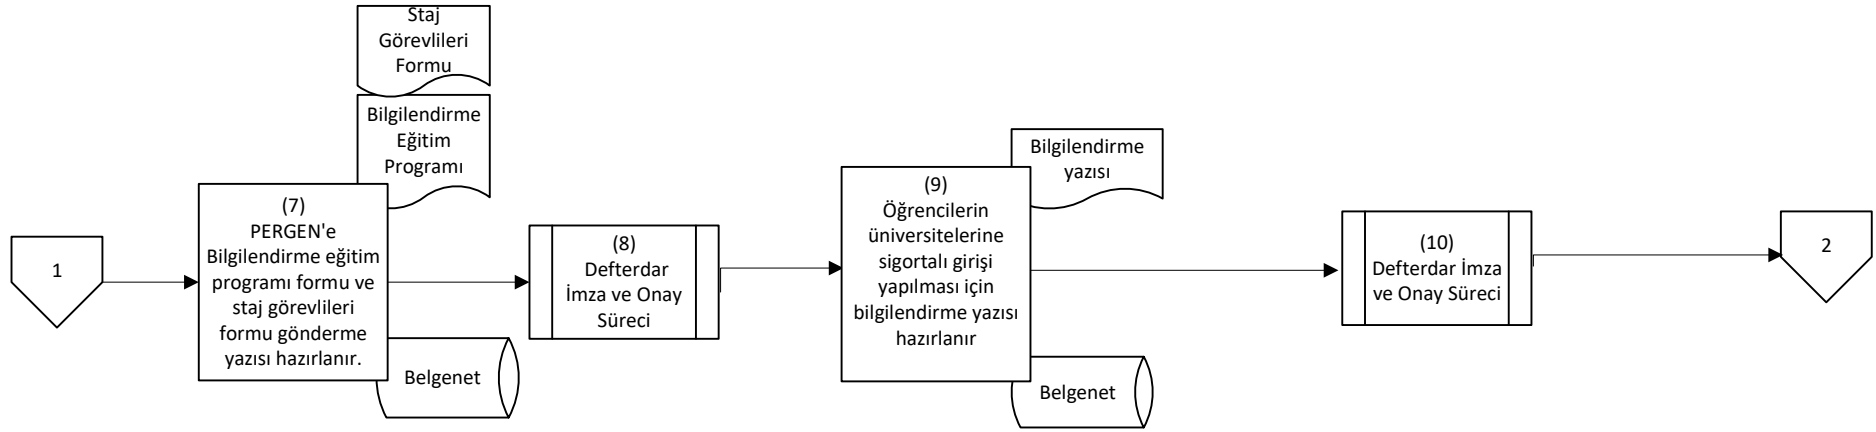 Staj
Görevlileri
Formu
Bilgilendirme
Eğitim
Programı
1
(7)
PERGEN'e
Bilgilendirme eğitim
programı formu ve
staj görevlileri
formu gönderme
yazısı hazırlanır.
Belgenet
(8)
Defterdar
İmza ve Onay
Süreci
Bilgilendirme
yazısı
(9)
Öğrencilerin
üniversitelerine
sigortalı girişi
yapılması için
bilgilendirme yazısı
hazırlanır
Belgenet
(10)
Defterdar İmza
ve Onay Süreci
2